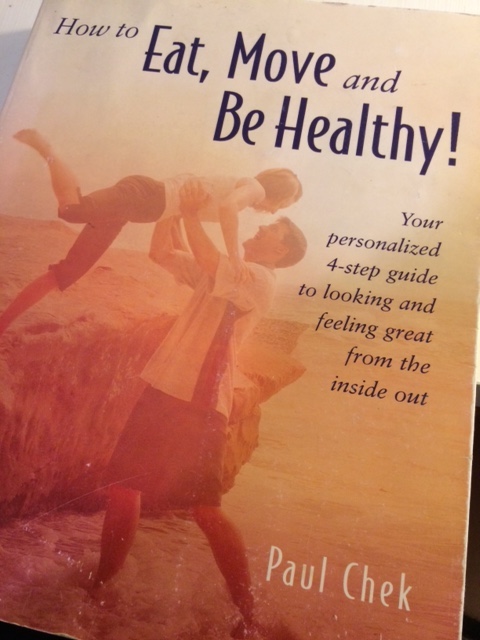 How to
Eat, Move and
Be Healthy!
Your
personalized
4-step guide
to looking and
feeling great
from the
inside out
Paul Chek